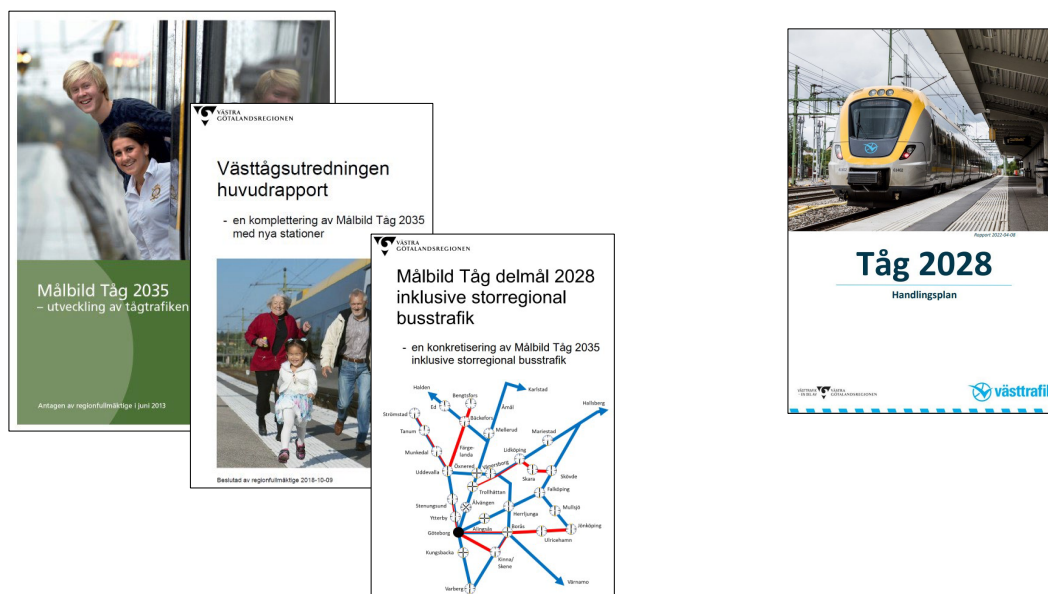 Målbild Tåg 2035
– utveckling av tågtrafiken
Antagen av regionfullmäktige i juni 2013
VÄSTRA
GÖTALANDSREGIONEN
Västtågsutredningen
huvudrapport
- en komplettering av Målbild Tåg 2035
med nya stationer
Beslutad av regionfullmäktige 2018-10-09
VÄSTRA
GÖTALANDSREGIONEN
Målbild Tåg delmål 2028
inklusive storregional
busstrafik
- en konkretisering av Målbild Tåg 2035
inklusive storregional busstrafik
Halden
Bengtsfors
Karlstad
Strömstad
Ed
Bäckefors
Åmål
Hallsberg
Tanum
Mellerud
Mariestad
Munkedal
Färge-
landa
Lidköping
Uddevalla
Öxnered
Vänersborg
Skara
Skövde
Trollhättan
Stenungsund
Älvängen
Falköping
Ytterby
Herrljunga
Mullsjö
Göteborg
Alingsås
Borås
Jönköping
Ulricehamn
Kungsbacka
Kinna/
Skene
Varberg
Värnamo
Rapport 2022-04-08
Tåg 2028
Handlingsplan
VÄSTRA
GÖTALANDSREGIONEN
västtrafik